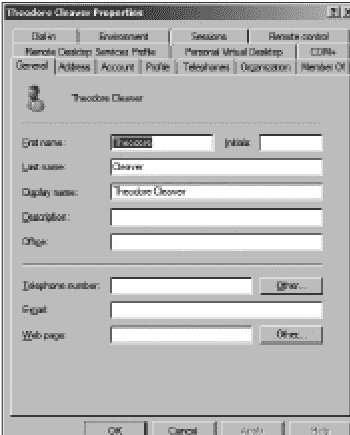 Theodore Cleaver Properties
Dial-in Environment Sessions Remote control
Remote Desktop Services Profile Personal Virtual Desktop COM+
General Address Account Profile Telephones Organization Member Of
Theodore Cleaver
First name: Theodore Initials:
Last name: Cleaver
Display name: Theodore Cleaver
Description:
Office:
Telephone number: Other...
E-mail:
Web page: Other...
OK Cancel Apply Help